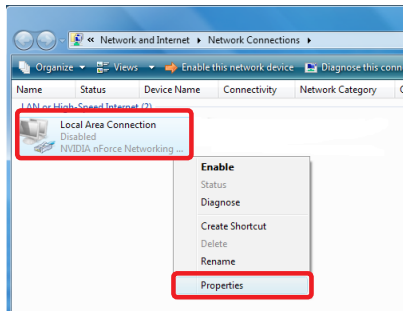 « Network and Internet ▸ Network Connections ▸
Organize Views Enable this network device Diagnose this conn
Name Status Device Name Connectivity Network Category
LAN or High-Speed Internet (2)
Local Area Connection
Disabled
NVIDIA nForce Networking ...
Enable
Status
Diagnose
Create Shortcut
Delete
Rename
Properties